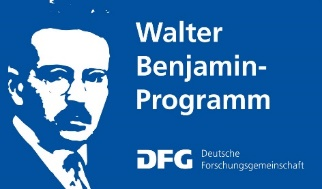 Walter
Benjamin-
Programm
DFG Deutsche
Forschungsgemeinschaft